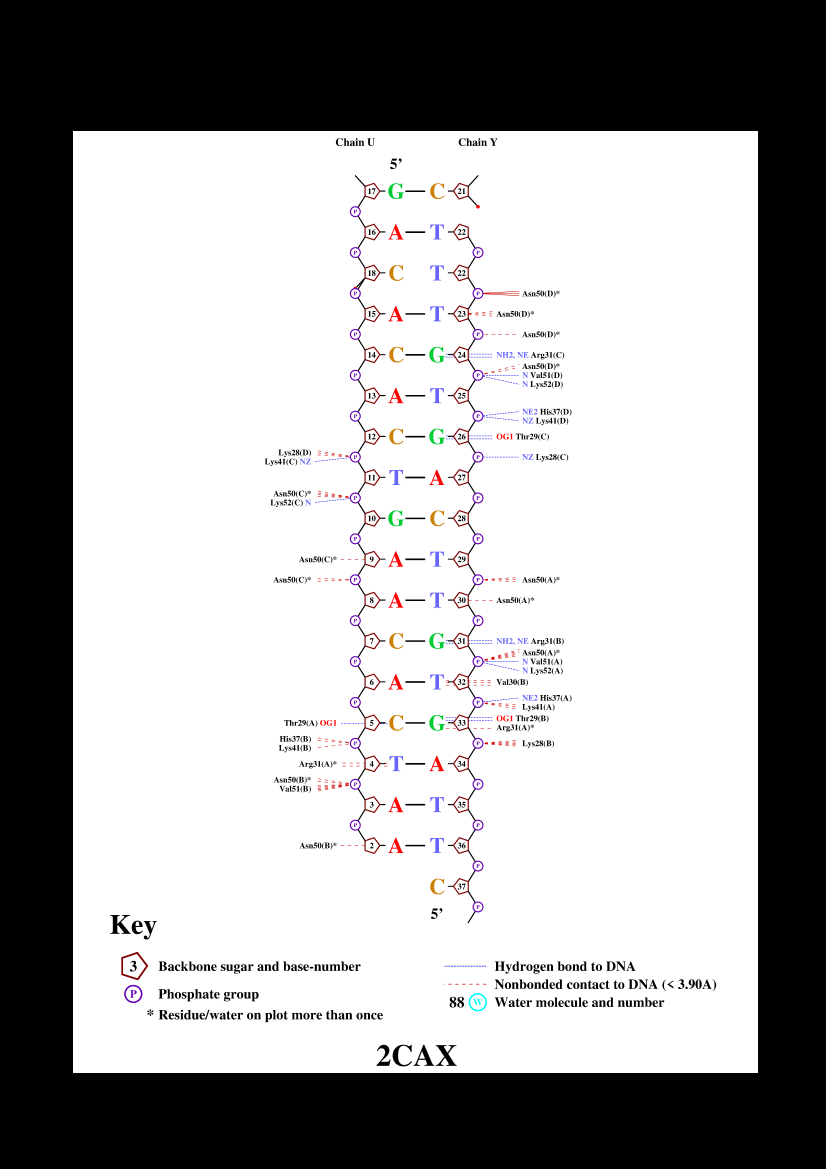 Chain U Chain Y
5’
17 G C 21
P
16 A T 22
P P
18 C T 22
P P Asn50(D)*
15 A T 23 Asn50(D)*
P P Asn50(D)*
14 C G 24 NH2, NE Arg31(C)
Asn50(D)*
P P N Val51(D)
N Lys52(D)
13 A T 25
NE2 His37(D)
P P
NZ Lys41(D)
12 C G 26 OG1 Thr29(C)
Lys28(D)
P P NZ Lys28(C)
Lys41(C) NZ
11 T A 27
Asn50(C)*
P P
Lys52(C) N
10 G C 28
P P
Asn50(C)* 9 A T 29
Asn50(C)* P P Asn50(A)*
8 A T 30 Asn50(A)*
P P
7 C G 31 NH2, NE Arg31(B)
Asn50(A)*
P P N Val51(A)
N Lys52(A)
6 A T 32 Val30(B)
NE2 His37(A)
P P
Lys41(A)
OG1 Thr29(B)
Thr29(A) OG1 5 C G 33
Arg31(A)*
His37(B)
P P Lys28(B)
Lys41(B)
Arg31(A)* 4 T A 34
Asn50(B)*
P P
Val51(B)
3 A T 35
P P
Asn50(B)* 2 A T 36
P
C 37
P
5’
Key
3 Backbone sugar and base-number
P Phosphate group
* Residue/water on plot more than once
Hydrogen bond to DNA
Nonbonded contact to DNA (< 3.90A)
88 W Water molecule and number
2CAX